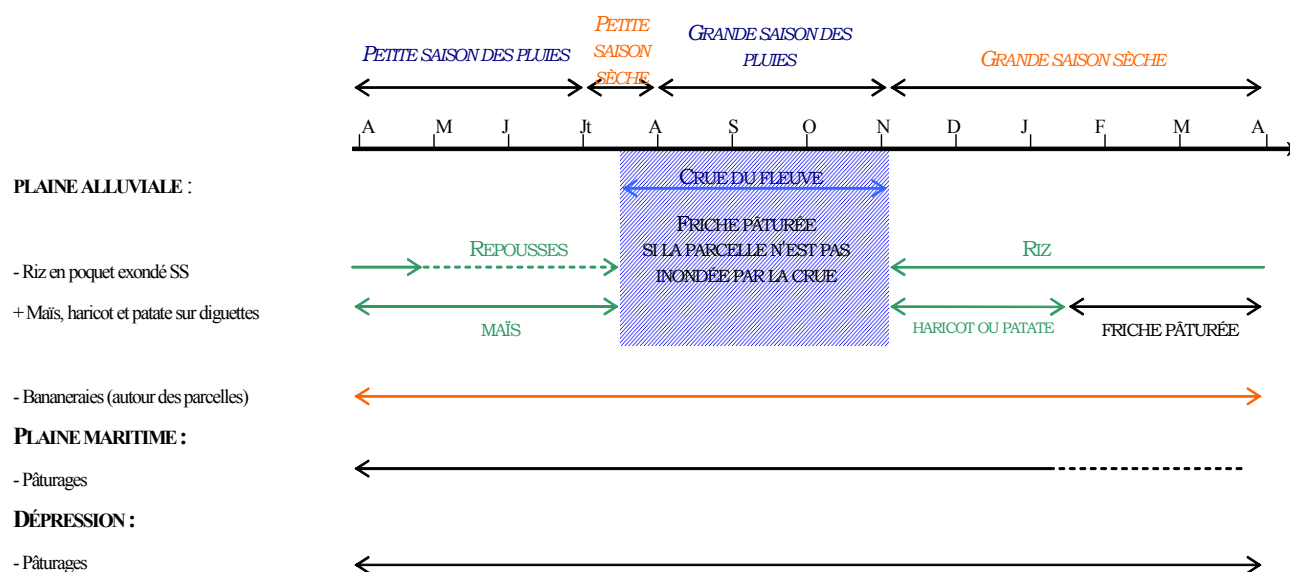 PETITE SAISON DES PLUIES
PETITE
SAISON
SÈCHE
GRANDE SAISON DES
PLUIES
GRANDE SAISON SÈCHE
A M J Jt A S O N D J F M A
PLAINE ALLUVIALE :
CRUE DU FLEUVE
FRICHE PÂTURÉE
SI LA PARCELLE N'EST PAS
INONDÉE PAR LA CRUE
- Riz en poquet exondé SS
REPOUSSES
RIZ
+ Maïs, haricot et patate sur diguettes
MAÏS
HARICOT OU PATATE
FRICHE PÂTURÉE
- Bananeraies (autour des parcelles)
PLAINE MARITIME :
- Pâturages
DÉPRESSION :
- Pâturages